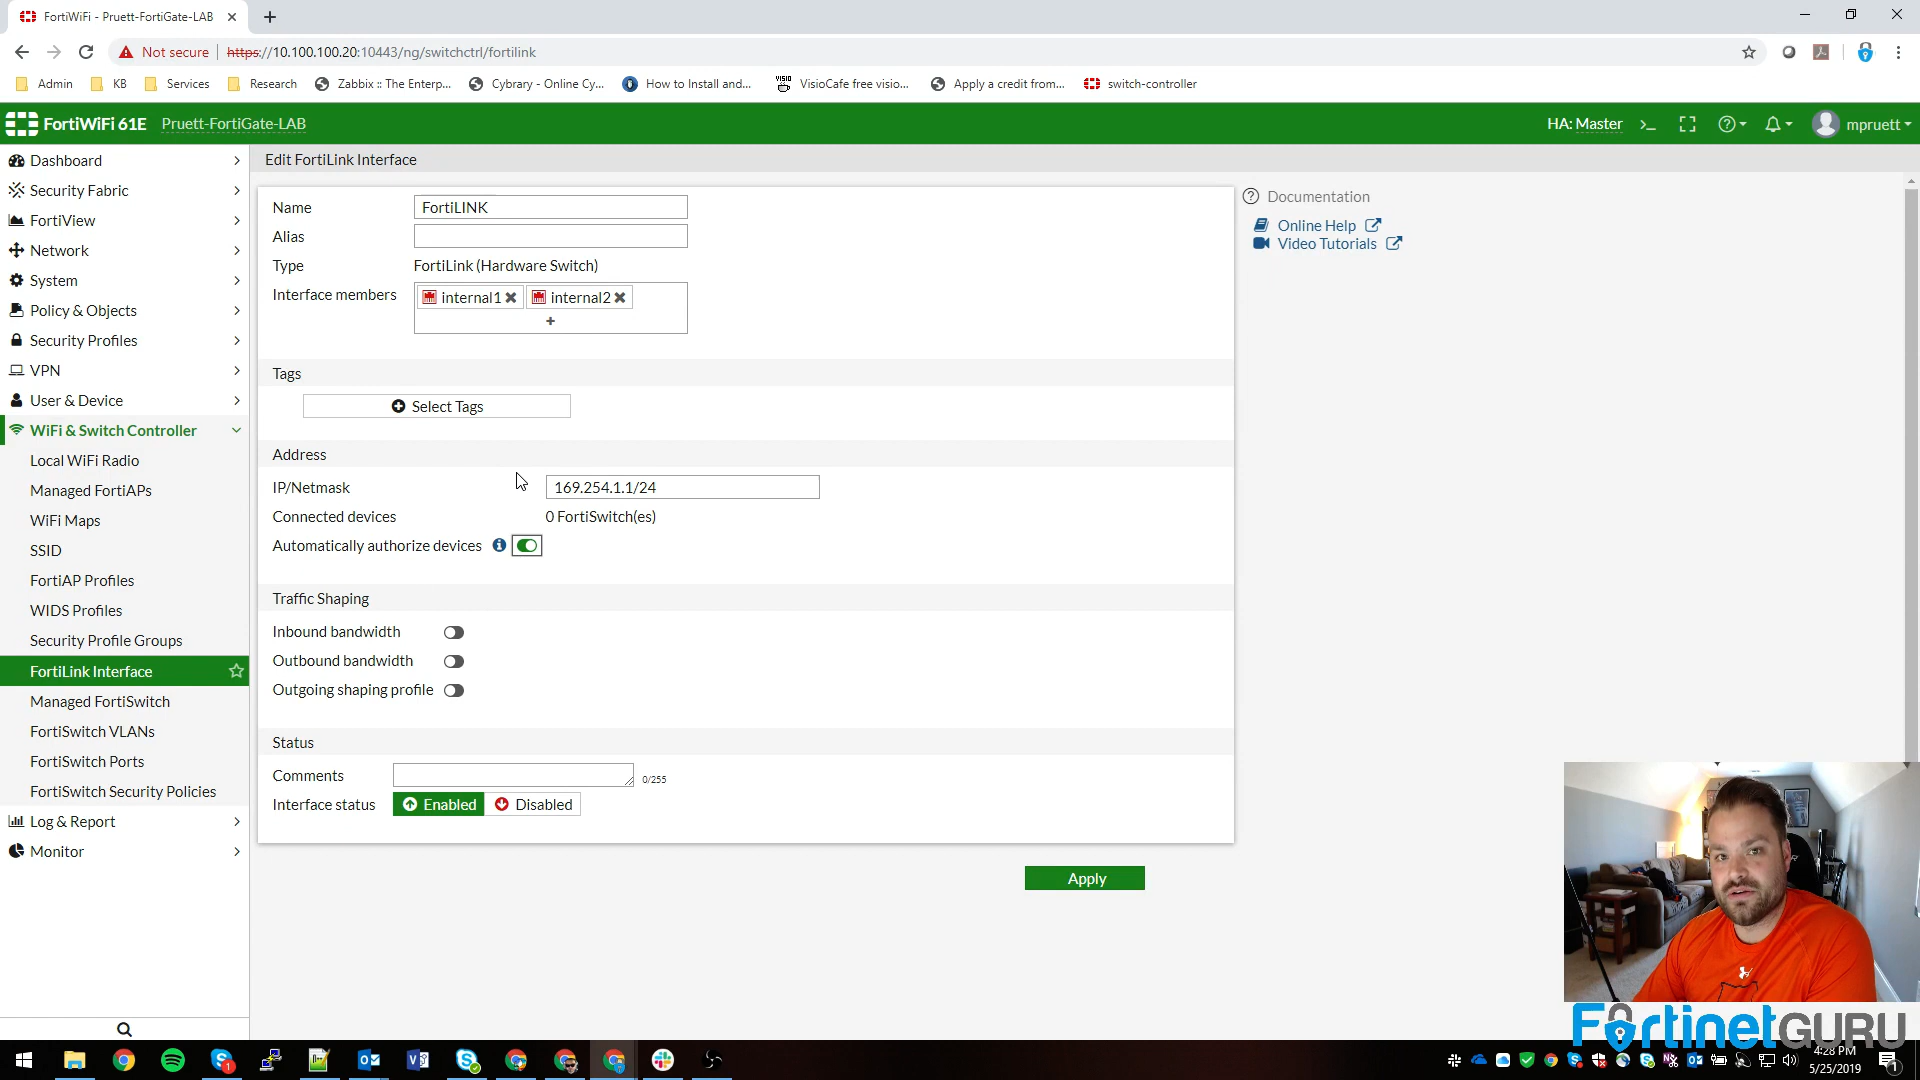 FortiWiFi - Pruett-FortiGate-LAB
Not secure | https://10.100.100.20:10443/ng/switchctrl/fortilink
Admin KB Services Research Zabbix :: The Enterp... Cybrary - Online Cy... How to Install and... VisioCafe free visio... Apply a credit from... switch-controller
FortiWiFi 61E Pruett-FortiGate-LAB HA: Master mpruett
Dashboard
Security Fabric
FortiView
Network
System
Policy & Objects
Security Profiles
VPN
User & Device
WiFi & Switch Controller
Local WiFi Radio
Managed FortiAPs
WiFi Maps
SSID
FortiAP Profiles
WIDS Profiles
Security Profile Groups
FortiLink Interface
Managed FortiSwitch
FortiSwitch VLANs
FortiSwitch Ports
FortiSwitch Security Policies
Log & Report
Monitor
Edit FortiLink Interface
Name FortiLINK
Alias
Type FortiLink (Hardware Switch)
Interface members internal1 internal2
Tags
Select Tags
Address
IP/Netmask 169.254.1.1/24
Connected devices 0 FortiSwitch(es)
Automatically authorize devices
Traffic Shaping
Inbound bandwidth
Outbound bandwidth
Outgoing shaping profile
Status
Comments 0/255
Interface status Enabled Disabled
Apply
Documentation
Online Help
Video Tutorials
FortinetGURU
4:28 PM
5/25/2019